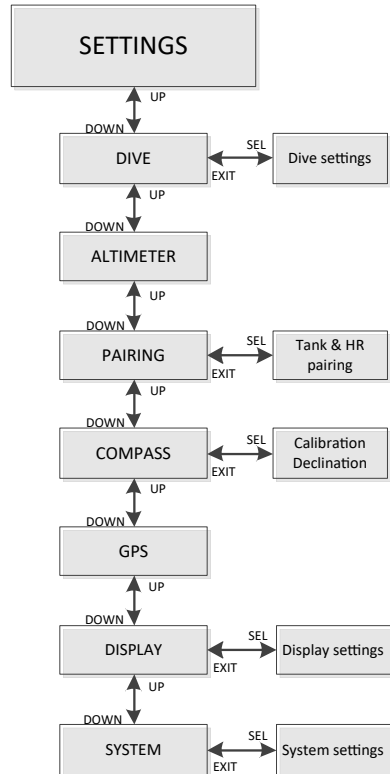 SETTINGS
UP
DOWN
SEL
DIVE
Dive settings
EXIT
UP
DOWN
ALTIMETER
UP
DOWN
SEL
PAIRING
Tank & HR
pairing
EXIT
UP
DOWN
SEL
COMPASS
Calibration
Declination
EXIT
UP
DOWN
GPS
UP
DOWN
SEL
DISPLAY
Display settings
EXIT
UP
DOWN
SEL
SYSTEM
System settings
EXIT